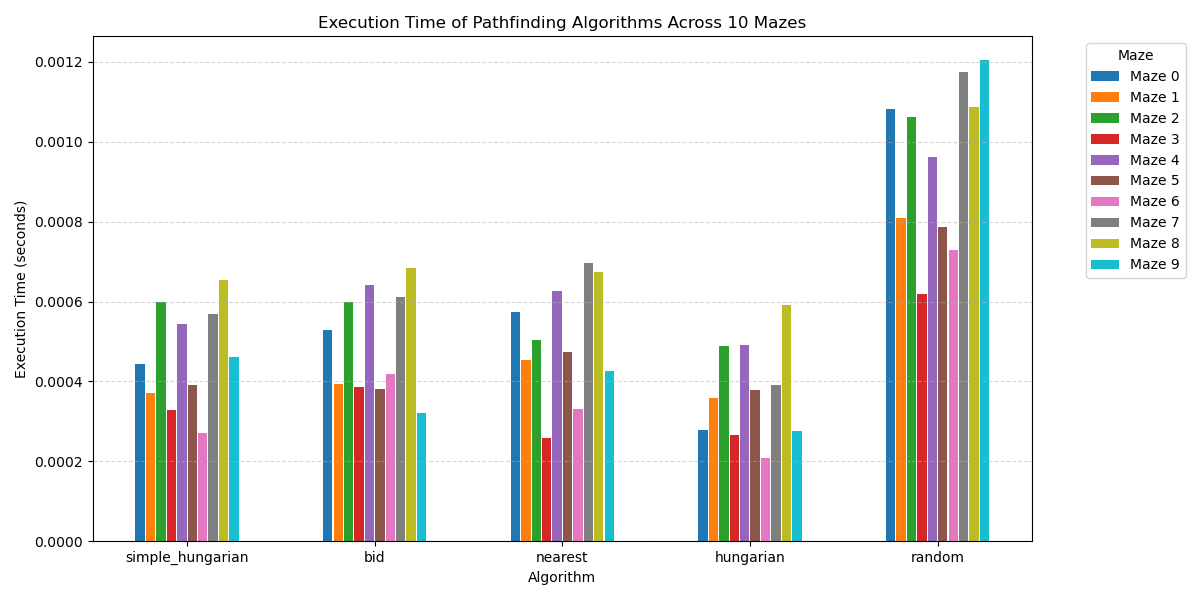 Execution Time of Pathfinding Algorithms Across 10 Mazes
Execution Time (seconds)
0.0012
0.0010
0.0008
0.0006
0.0004
0.0002
0.0000
simple_hungarian
bid
nearest
hungarian
random
Algorithm
Maze
Maze 0
Maze 1
Maze 2
Maze 3
Maze 4
Maze 5
Maze 6
Maze 7
Maze 8
Maze 9